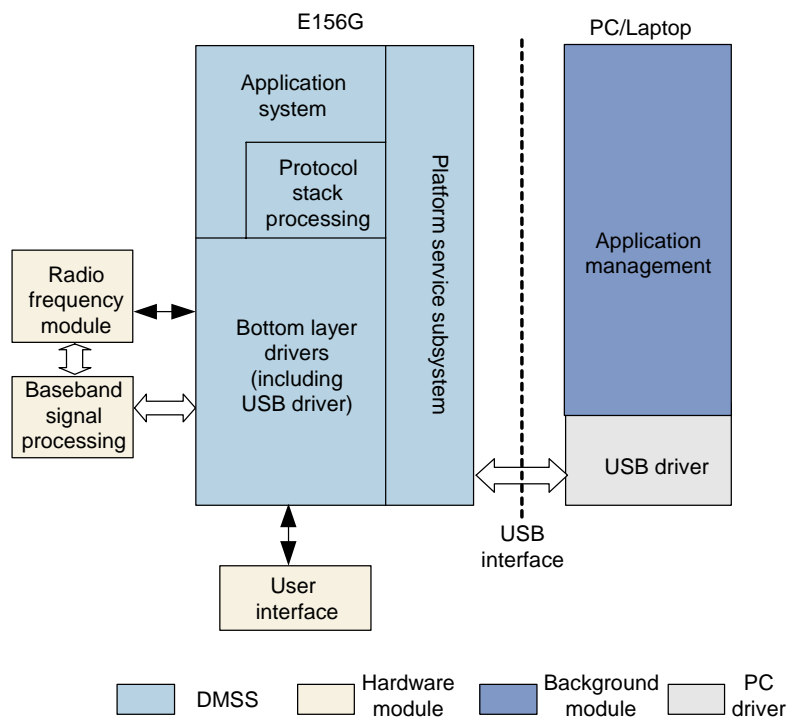 E156G
PC/Laptop
Application
system
Protocol
stack
processing
Platform service subsystem
Application
management
Radio
frequency
module
Bottom layer
drivers
(including
USB driver)
Baseband
signal
processing
USB driver
USB
interface
User
interface
DMSS
Hardware
module
Background
module
PC
driver